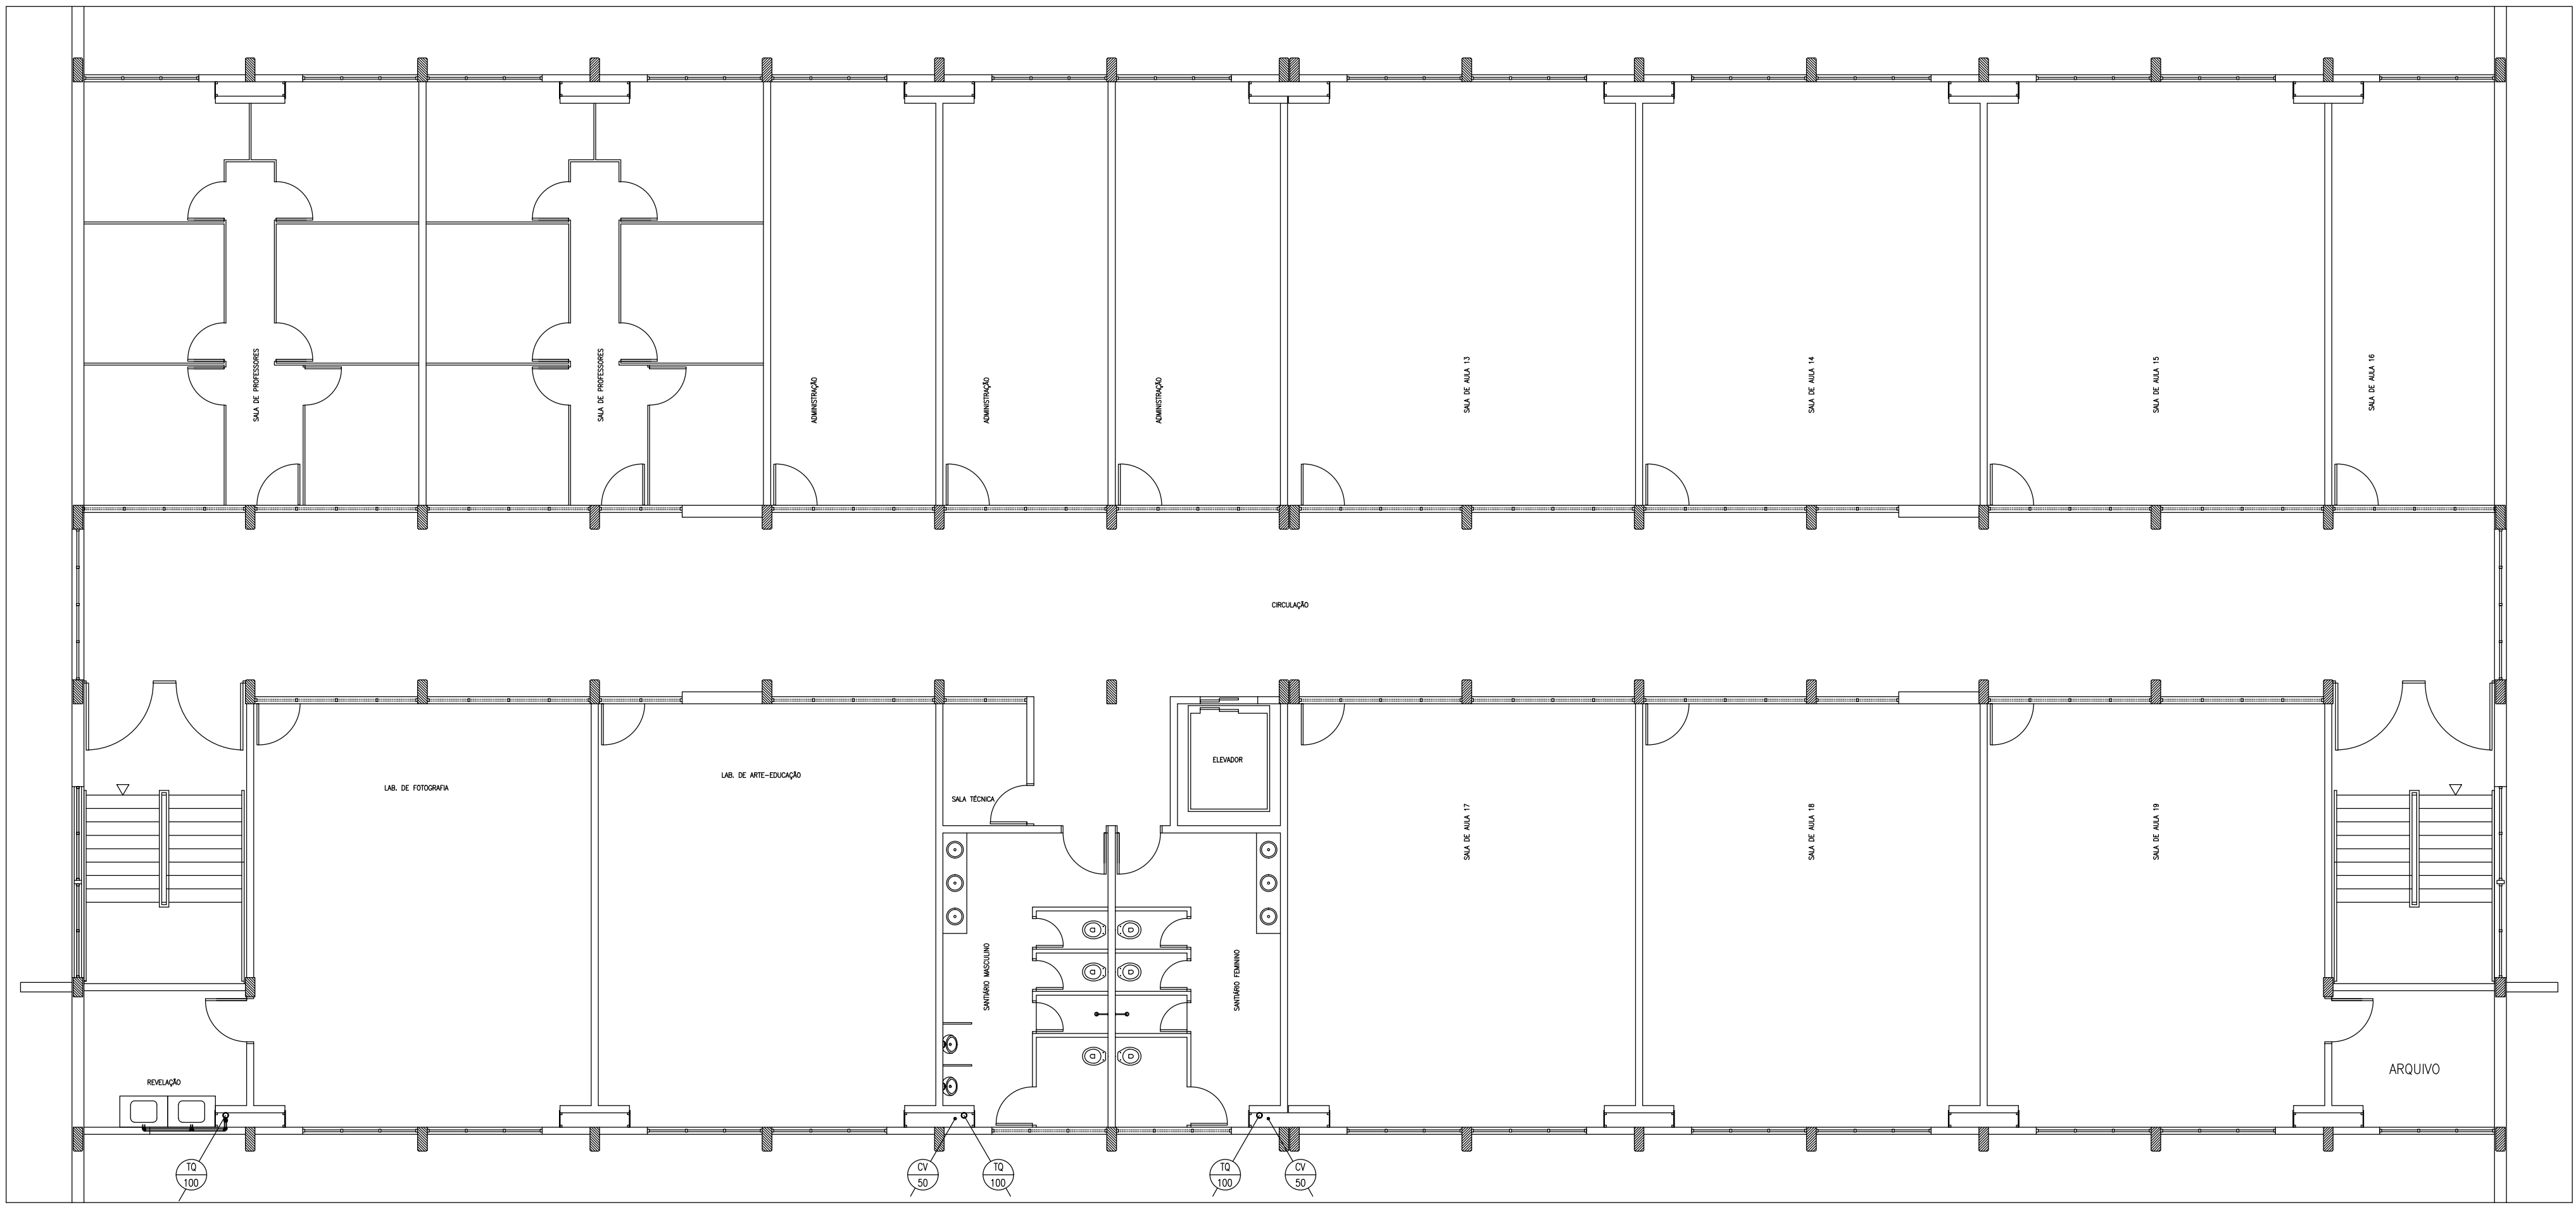 SALA DE PROFESSORES
SALA DE PROFESSORES
ADMINISTRAÇÃO
ADMINISTRAÇÃO
ADMINISTRAÇÃO
SALA DE AULA 13
SALA DE AULA 14
SALA DE AULA 15
SALA DE AULA 16
CIRCULAÇÃO
LAB. DE FOTOGRAFIA
LAB. DE ARTE-EDUCAÇÃO
SALA TÉCNICA
ELEVADOR
SALA DE AULA 17
SALA DE AULA 18
SALA DE AULA 19
SANTIÁRIO MASCULINO
SANTIÁRIO FEMININO
REVELAÇÃO
ARQUIVO
TQ
100
CV
50
TQ
100
TQ
100
CV
50